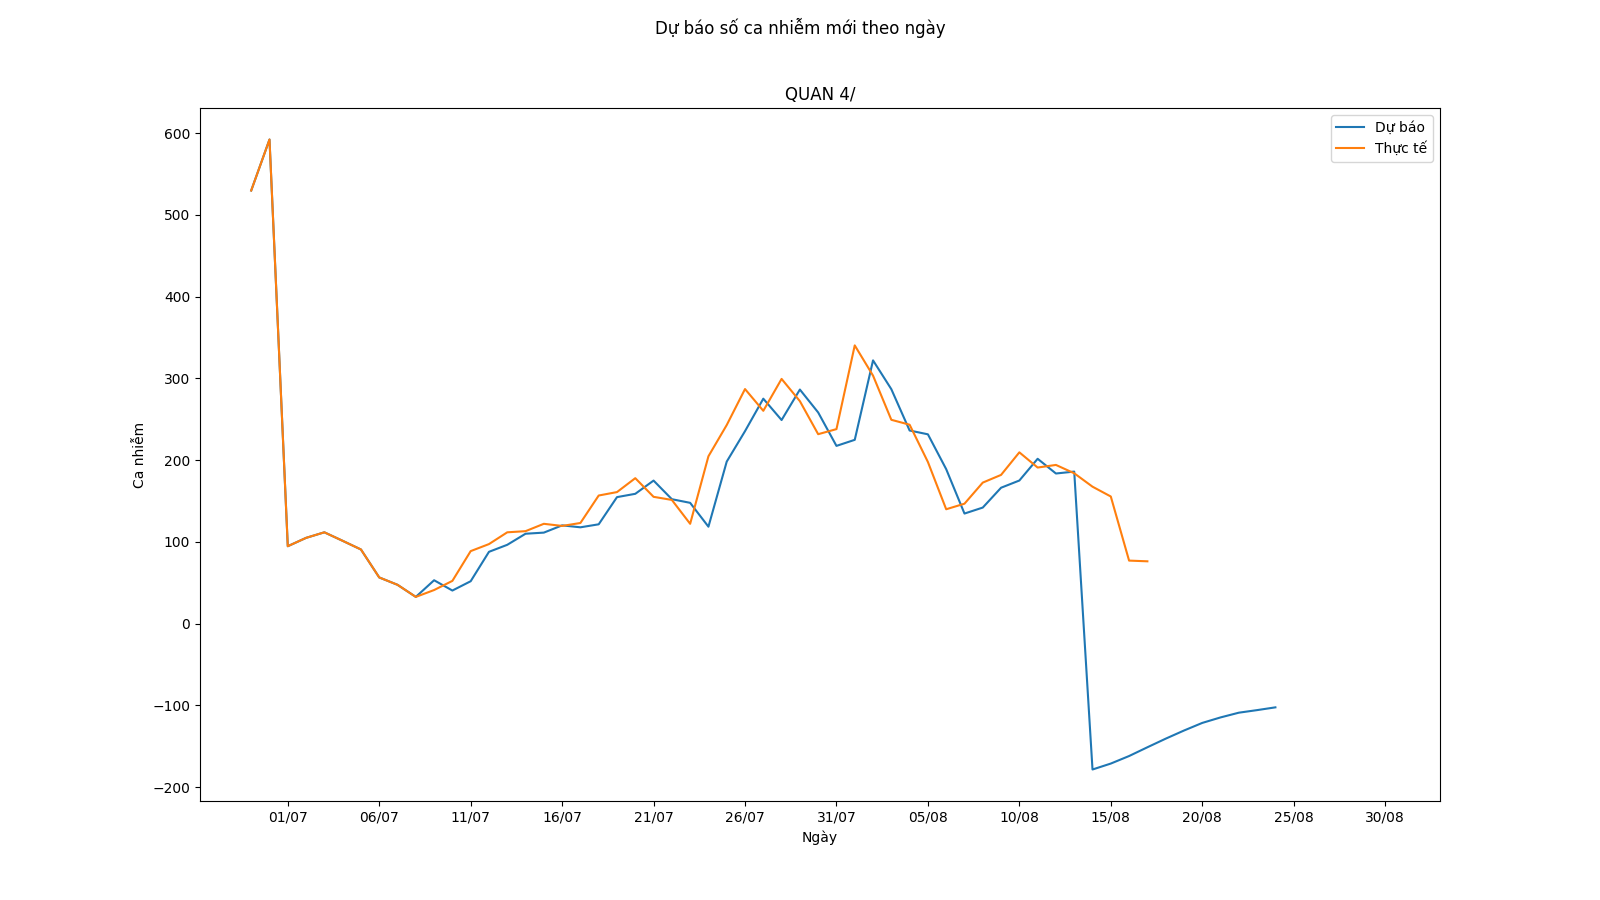 Dự báo số ca nhiễm mới theo ngày
QUAN 4/
Dự báo
Thực tế
Ca nhiễm
600
500
400
300
200
100
0
−100
−200
01/07 06/07 11/07 16/07 21/07 26/07 31/07 05/08 10/08 15/08 20/08 25/08 30/08
Ngày